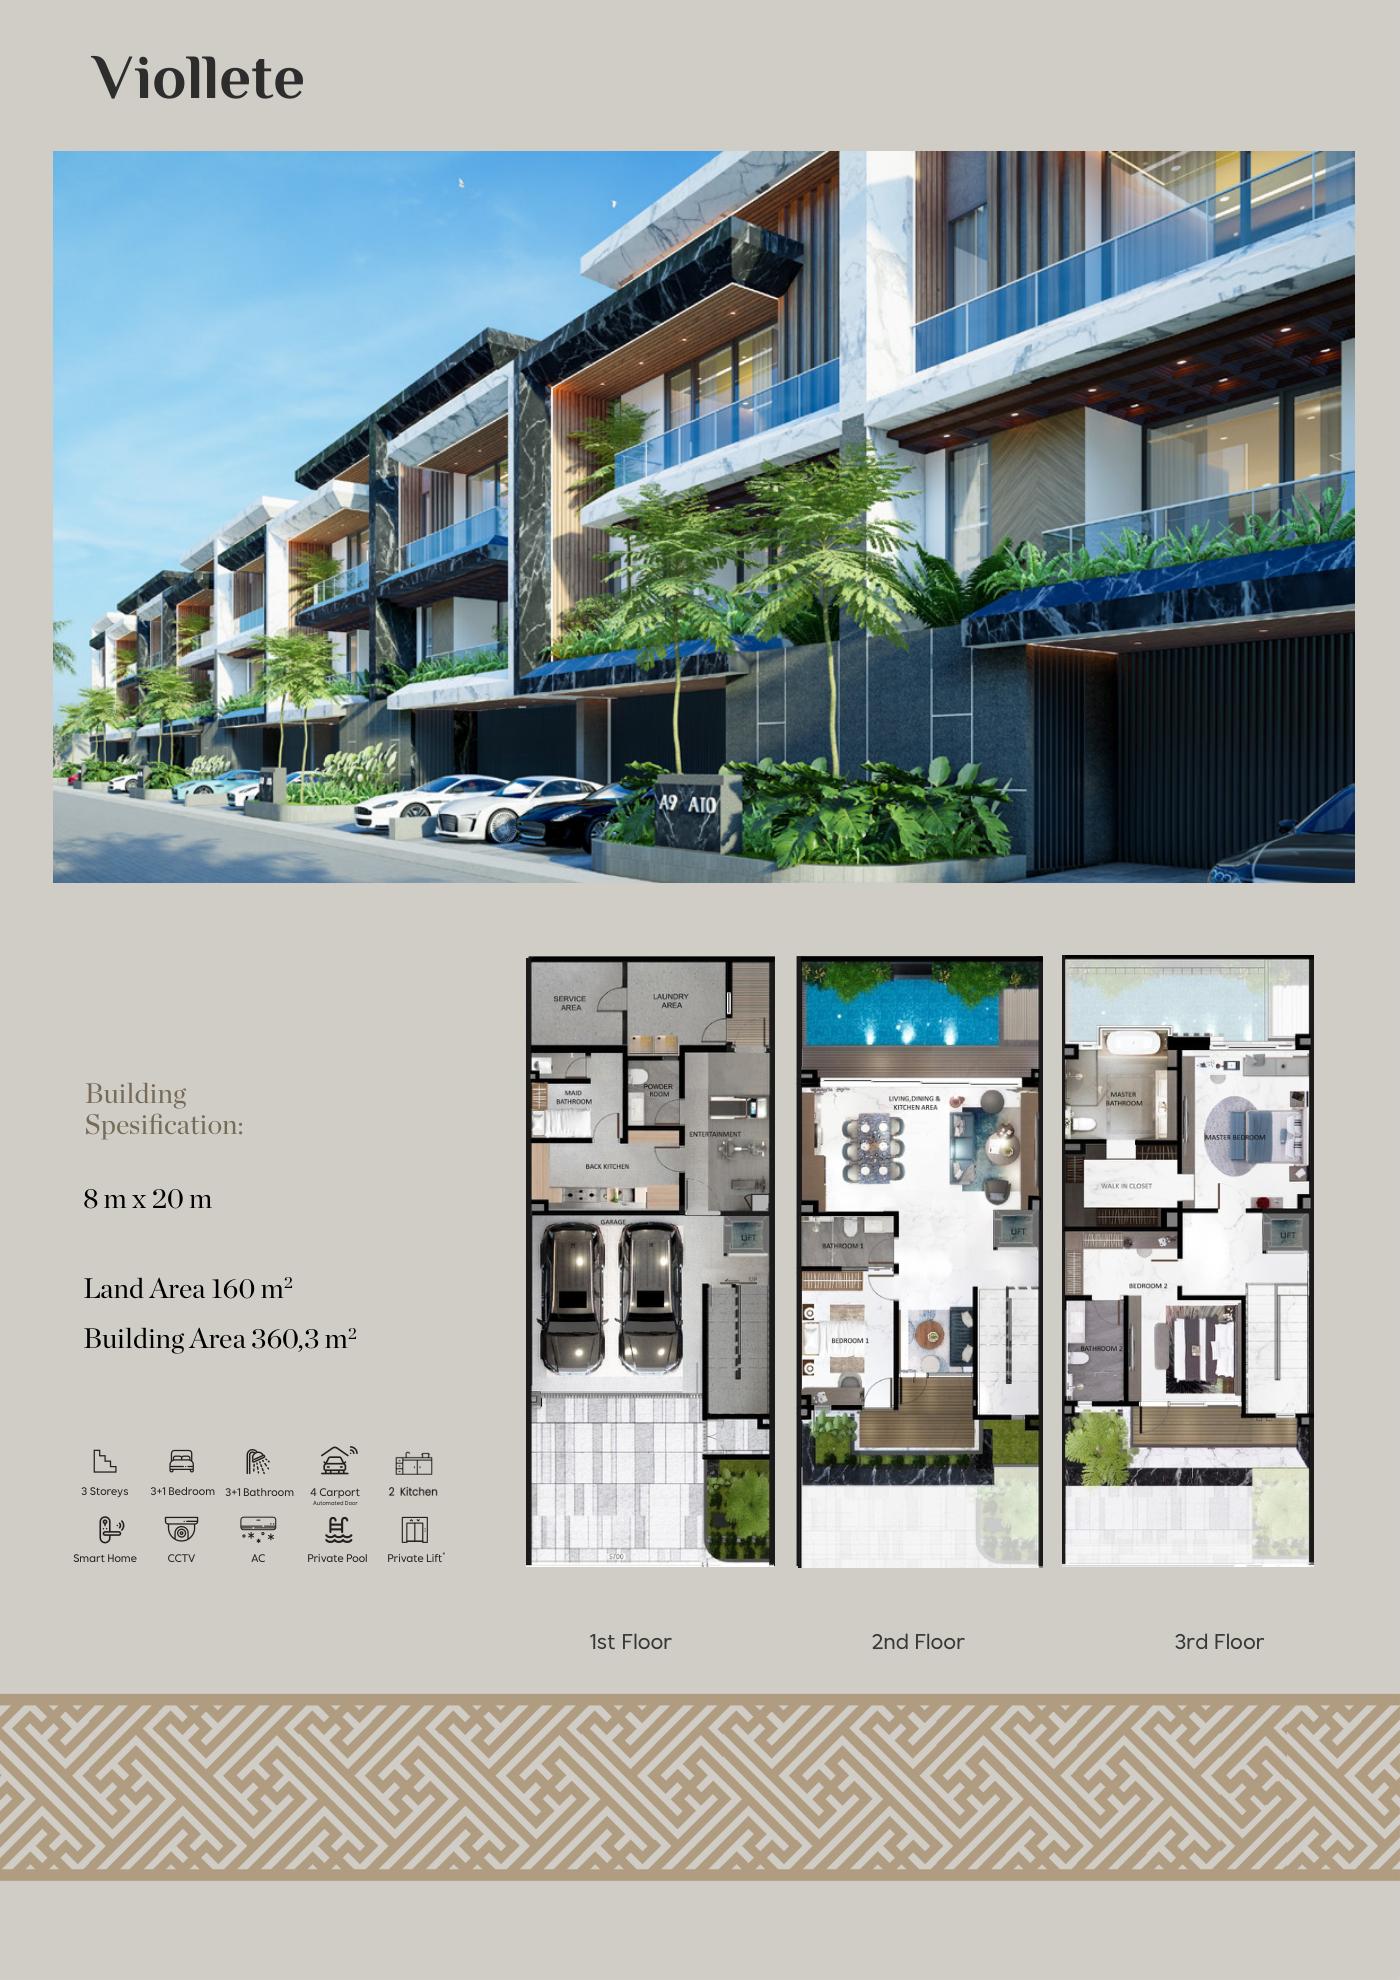 Viollete
A9 A10
Building
Spesification:
8 m x 20 m
Land Area 160 m²
Building Area 360,3 m²
3 Storeys
3+1 Bedroom
3+1 Bathroom
4 Carport
Automated Door
2 Kitchen
Smart Home
CCTV
AC
Private Pool
Private Lift*
SERVICE
AREA
LAUNDRY
AREA
MAID
BATHROOM
POWDER
ROOM
ENTERTAINMENT
BACK KITCHEN
GARAGE
LIFT
UP
5700
1st Floor
LIVING,DINING &
KITCHEN AREA
LIFT
BATHROOM 1
BEDROOM 1
2nd Floor
MASTER
BATHROOM
MASTER BEDROOM
WALK IN CLOSET
LIFT
BEDROOM 2
BATHROOM 2
3rd Floor